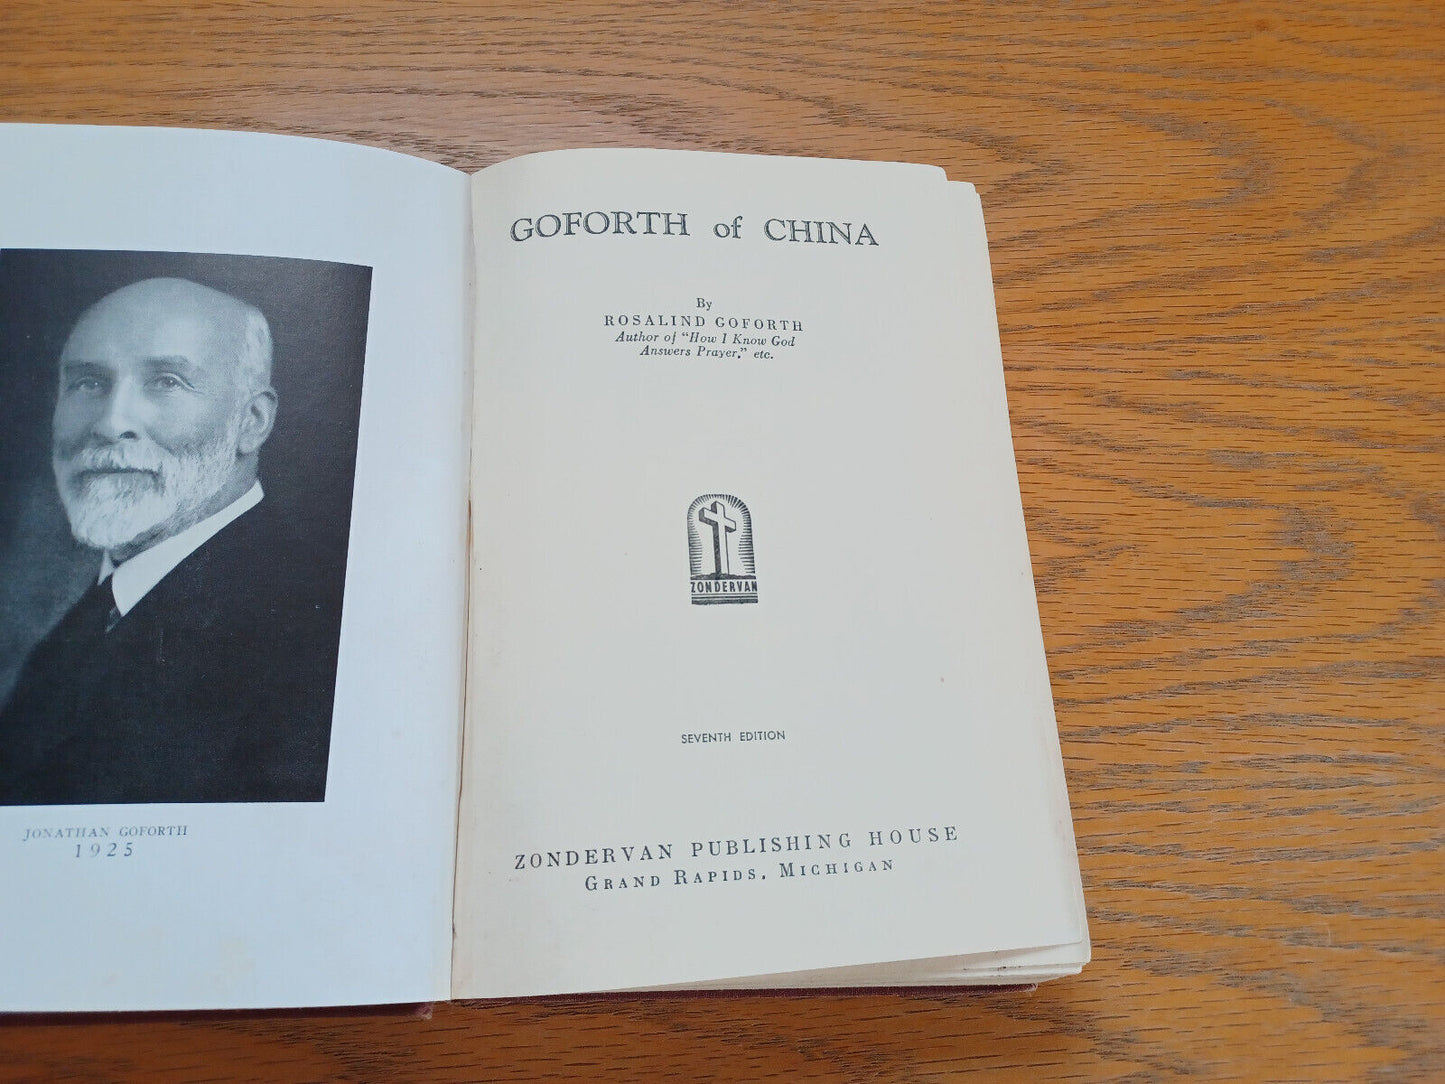 JONATHAN GOFORTH
1925
GOFORTH of CHINA
By
ROSALIND GOFORTH
Author of "How I Know God
Answers Prayer," etc.
ZONDERVAN
SEVENTH EDITION
ZONDERVAN PUBLISHING HOUSE
GRAND RAPIDS, MICHIGAN